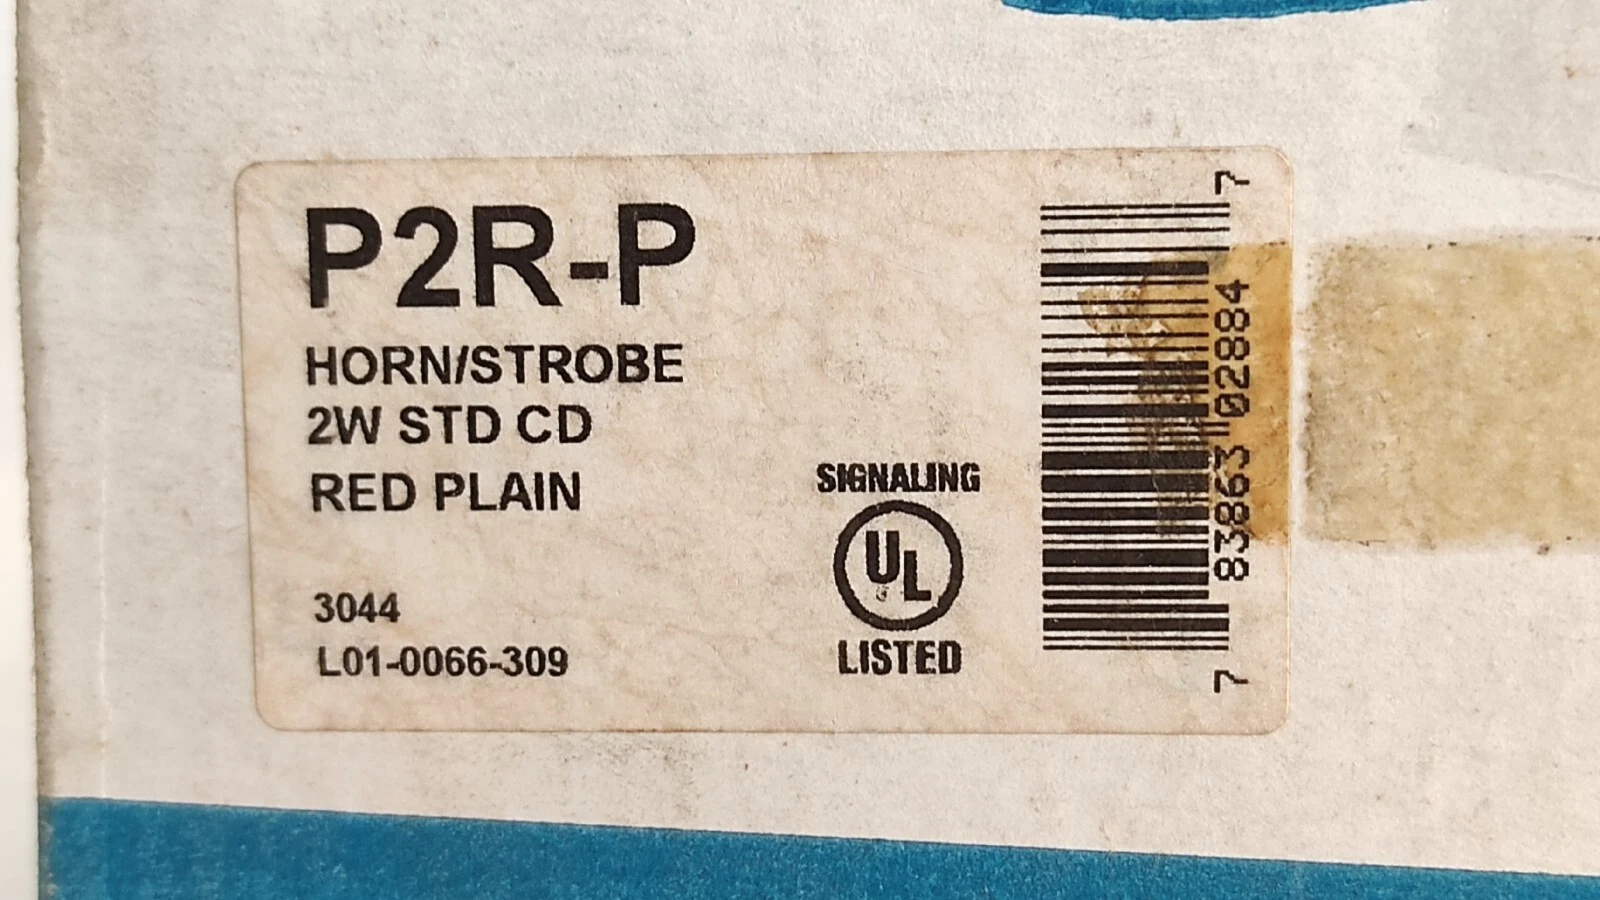 P2R-P
HORN/STROBE
2W STD CD
RED PLAIN
3044
L01-0066-309
SIGNALING
UL
LISTED
7 83863 02884 7